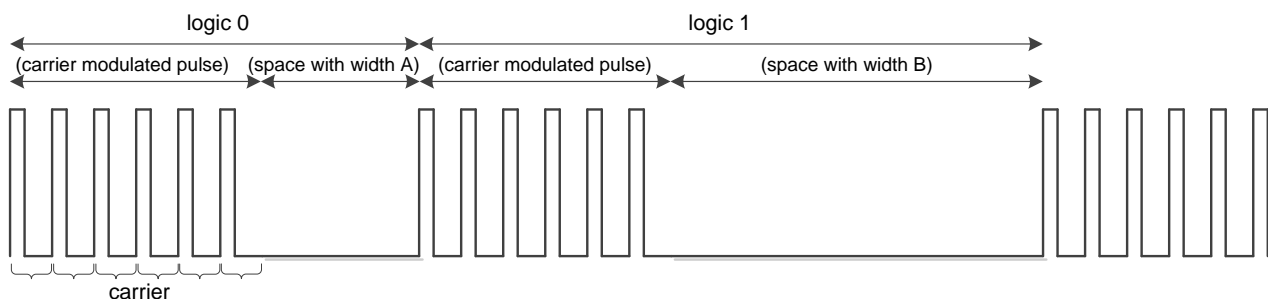 logic 0
logic 1
(carrier modulated pulse)
(space with width A)
(carrier modulated pulse)
(space with width B)
carrier